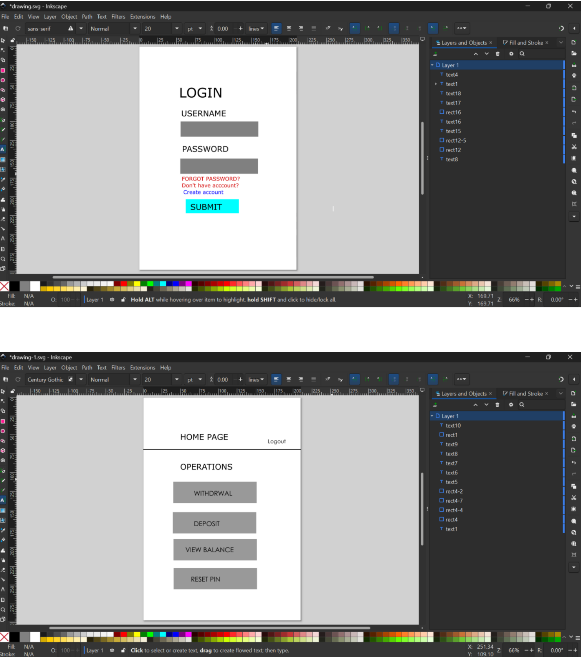 *drawing.svg - Inkscape
File Edit View Layer Object Path Text Filters Extensions Help
sans serif Normal 20 pt 0.00 lines
Layers and Objects Fill and Stroke
Layer 1
text4
text1
text18
text17
rect16
text16
text15
rect12-5
rect12
text8
LOGIN
USERNAME
PASSWORD
FORGOT PASSWORD?
Don't have acccount?
Create account
SUBMIT
Fill: N/A
Stroke: N/A
O: 100
Layer 1
Hold ALT while hovering over item to highlight, hold SHIFT and click to hide/lock all.
X: 169.71
Y: 169.71
Z: 66%
R: 0.00°
*drawing-1.svg - Inkscape
File Edit View Layer Object Path Text Filters Extensions Help
Century Gothic Normal 20 pt 0.00 lines
Layers and Objects Fill and Stroke
Layer 1
text10
rect1
text9
text8
text7
text6
text5
rect4-2
rect4-7
rect4-4
rect4
text1
HOME PAGE
Logout
OPERATIONS
WITHDRWAL
DEPOSIT
VIEW BALANCE
RESET PIN
Fill: N/A
Stroke: N/A
O: 100
Layer 1
Click to select or create text, drag to create flowed text; then type.
X: 251.34
Y: 109.10
Z: 66%
R: 0.00°